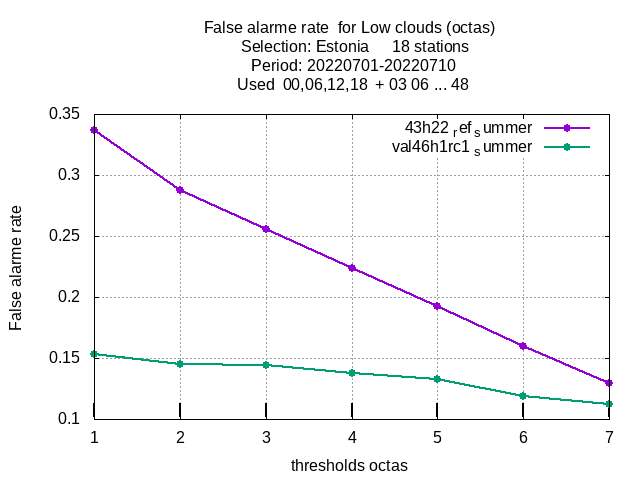 False alarme rate  for Low clouds (octas)
Selection: Estonia     18 stations
Period: 20220701-20220710
Used  00,06,12,18  + 03 06 ... 48
0.35
43h22 ref summer
val46h1rc1 summer
0.3
0.25
0.2
0.15
0.1
False alarme rate
1 2 3 4 5 6 7
thresholds octas